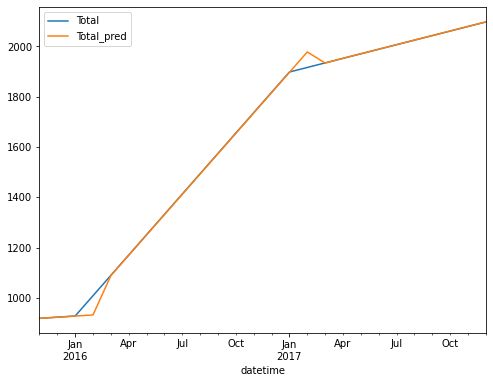 Total
Total_pred
2000
1800
1600
1400
1200
1000
Jan
2016
Apr
Jul
Oct
Jan
2017
Apr
Jul
Oct
datetime